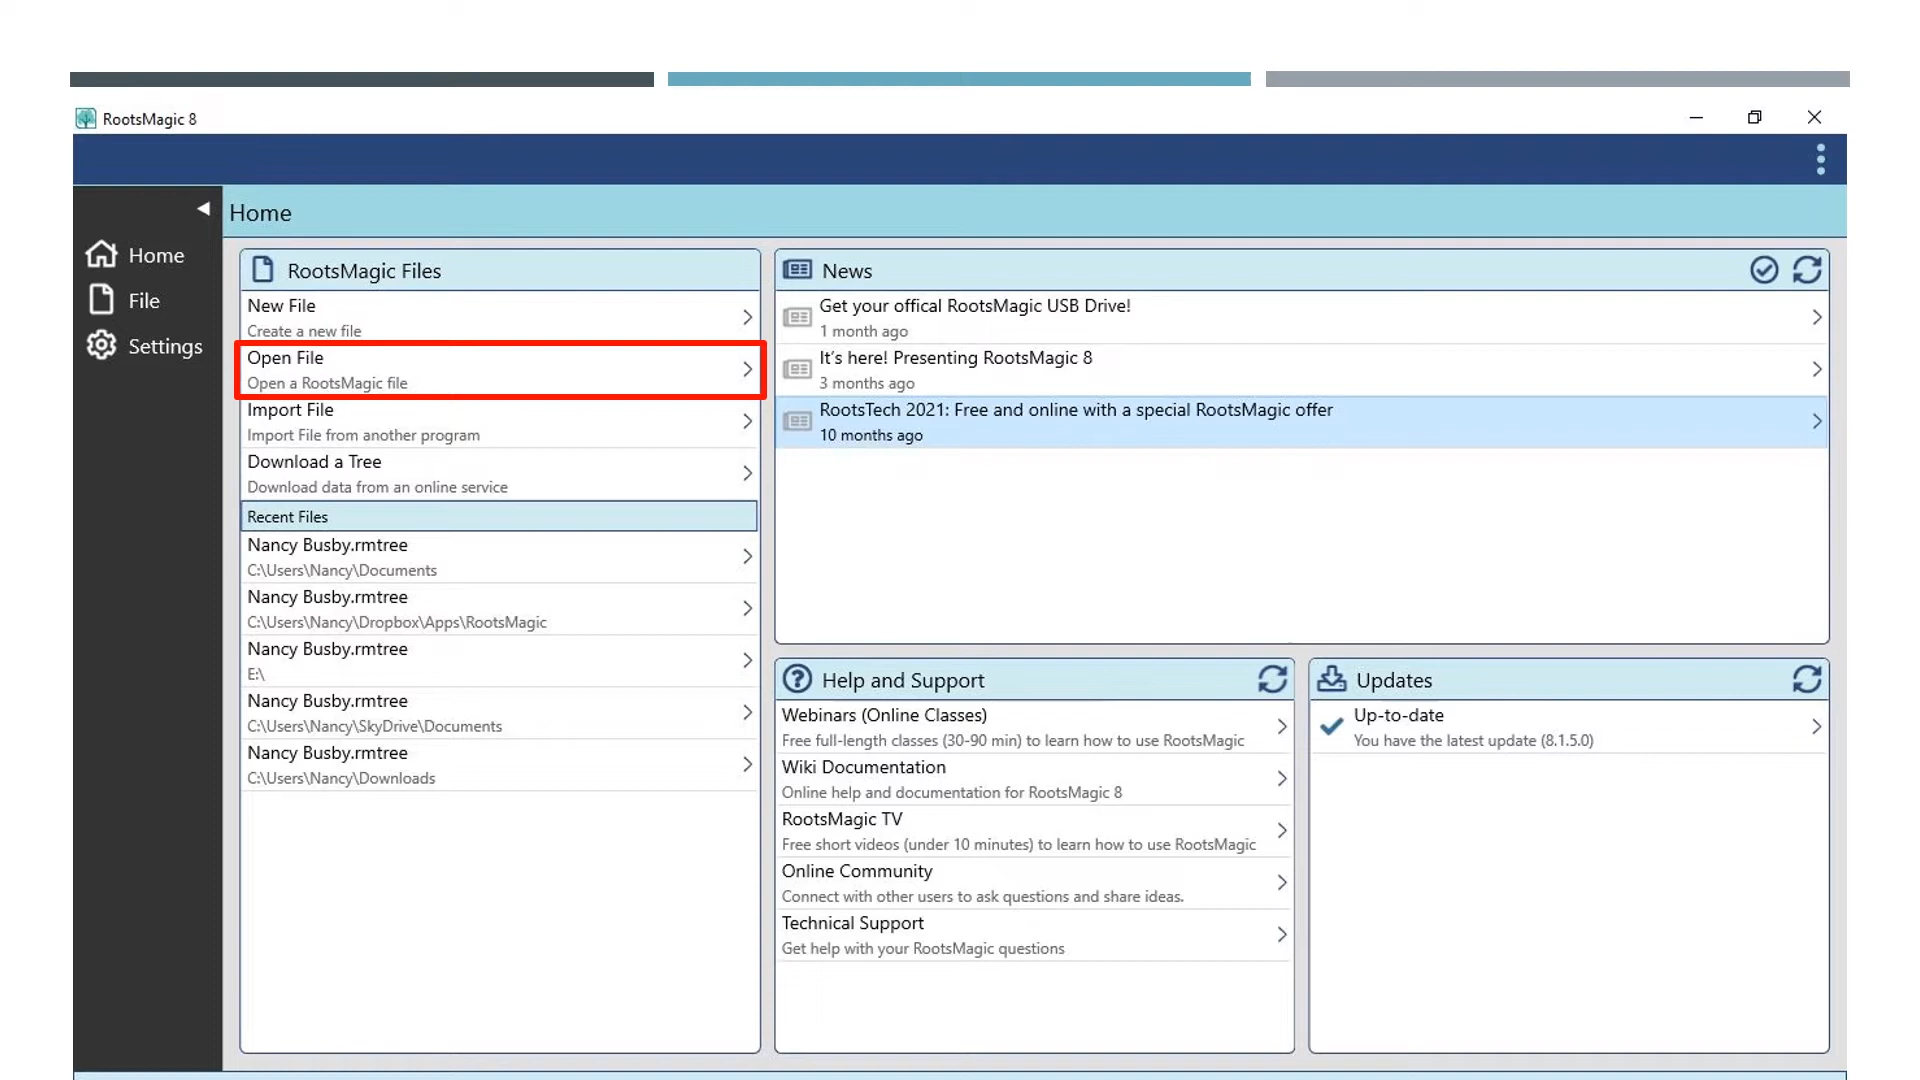 RootsMagic 8
Home
Home
File
Settings
RootsMagic Files
New File
Create a new file
Open File
Open a RootsMagic file
Import File
Import File from another program
Download a Tree
Download data from an online service
Recent Files
Nancy Busby.rmtree
C:\Users\Nancy\Documents
Nancy Busby.rmtree
C:\Users\Nancy\Dropbox\Apps\RootsMagic
Nancy Busby.rmtree
E:\
Nancy Busby.rmtree
C:\Users\Nancy\SkyDrive\Documents
Nancy Busby.rmtree
C:\Users\Nancy\Downloads
News
Get your offical RootsMagic USB Drive!
1 month ago
It's here! Presenting RootsMagic 8
3 months ago
RootsTech 2021: Free and online with a special RootsMagic offer
10 months ago
Help and Support
Webinars (Online Classes)
Free full-length classes (30-90 min) to learn how to use RootsMagic
Wiki Documentation
Online help and documentation for RootsMagic 8
RootsMagic TV
Free short videos (under 10 minutes) to learn how to use RootsMagic
Online Community
Connect with other users to ask questions and share ideas.
Technical Support
Get help with your RootsMagic questions
Updates
Up-to-date
You have the latest update (8.1.5.0)